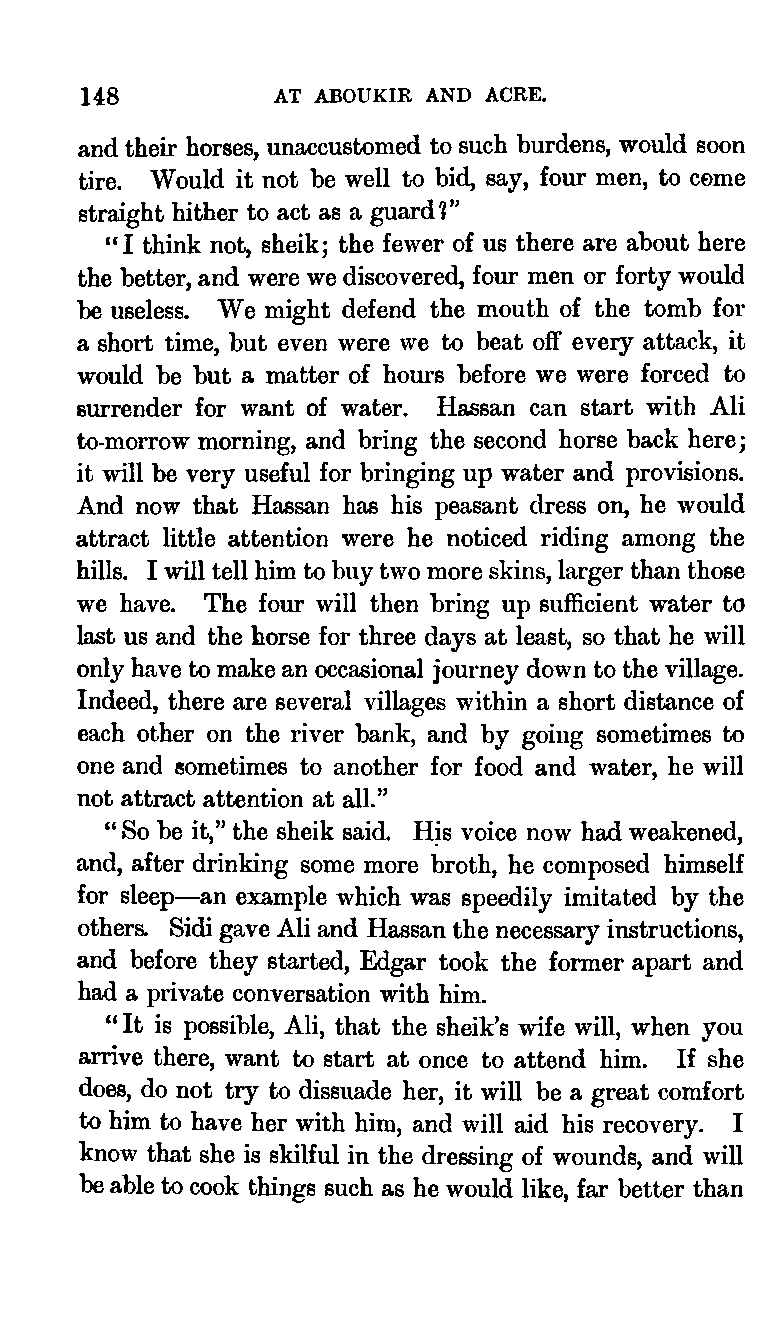 148 AT ABOUKIR AND ACRE.
and their horses, unaccustomed to such burdens, would soon
tire. Would it not be well to bid, say, four men, to come
straight hither to act as a guard?”
“I think not, sheik; the fewer of us there are about here
the better, and were we discovered, four men or forty would
be useless. We might defend the mouth of the tomb for
a short time, but even were we to beat off every attack, it
would be but a matter of hours before we were forced to
surrender for want of water. Hassan can start with Ali
to-morrow morning, and bring the second horse back here;
it will be very useful for bringing up water and provisions.
And now that Hassan has his peasant dress on, he would
attract little attention were he noticed riding among the
hills. I will tell him to buy two more skins, larger than those
we have. The four will then bring up sufficient water to
last us and the horse for three days at least, so that he will
only have to make an occasional journey down to the village.
Indeed, there are several villages within a short distance of
each other on the river bank, and by going sometimes to
one and sometimes to another for food and water, he will
not attract attention at all.”
“So be it,” the sheik said. His voice now had weakened,
and, after drinking some more broth, he composed himself
for sleep—an example which was speedily imitated by the
others. Sidi gave Ali and Hassan the necessary instructions,
and before they started, Edgar took the former apart and
had a private conversation with him.
“It is possible, Ali, that the sheik’s wife will, when you
arrive there, want to start at once to attend him. If she
does, do not try to dissuade her, it will be a great comfort
to him to have her with him, and will aid his recovery. I
know that she is skilful in the dressing of wounds, and will
be able to cook things such as he would like, far better than